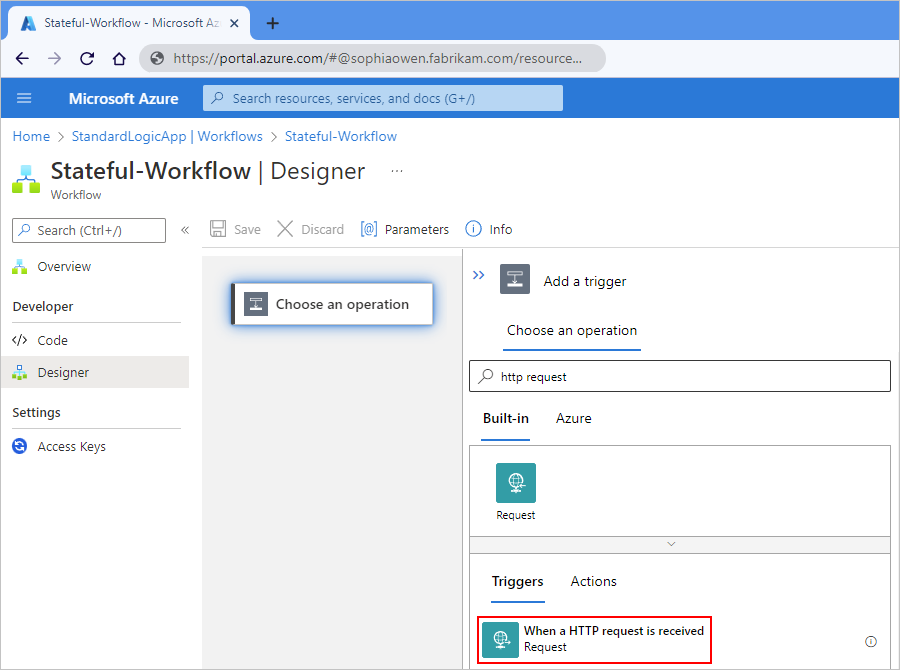 Stateful-Workflow - Microsoft Az
https://portal.azure.com/#@sophiaowen.fabrikam.com/resource...
Microsoft Azure
Search resources, services, and docs (G+/)
Home > StandardLogicApp | Workflows > Stateful-Workflow
Stateful-Workflow | Designer ...
Workflow
Search (Ctrl+/) «
Save Discard [@] Parameters Info
Overview
Developer
Code
Designer
Settings
Access Keys
Choose an operation
Add a trigger
Choose an operation
http request
Built-in Azure
Request
Triggers Actions
When a HTTP request is received
Request